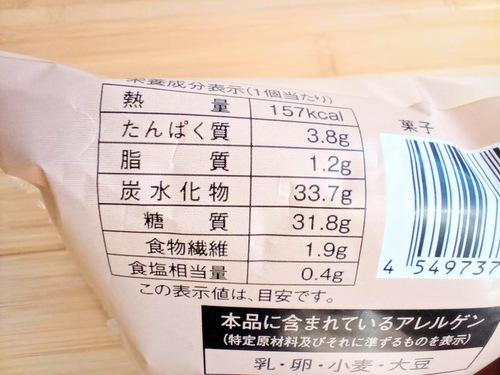 栄養成分表示(1個当たり)
熱量 157kcal
たんぱく質 3.8g
脂質 1.2g
炭水化物 33.7g
糖質 31.8g
食物繊維 1.9g
食塩相当量 0.4g
この表示値は、目安です。
菓子
4 549737
本品に含まれているアレルゲン
(特定原材料及びそれに準ずるものを表示)
乳・卵・小麦・大豆